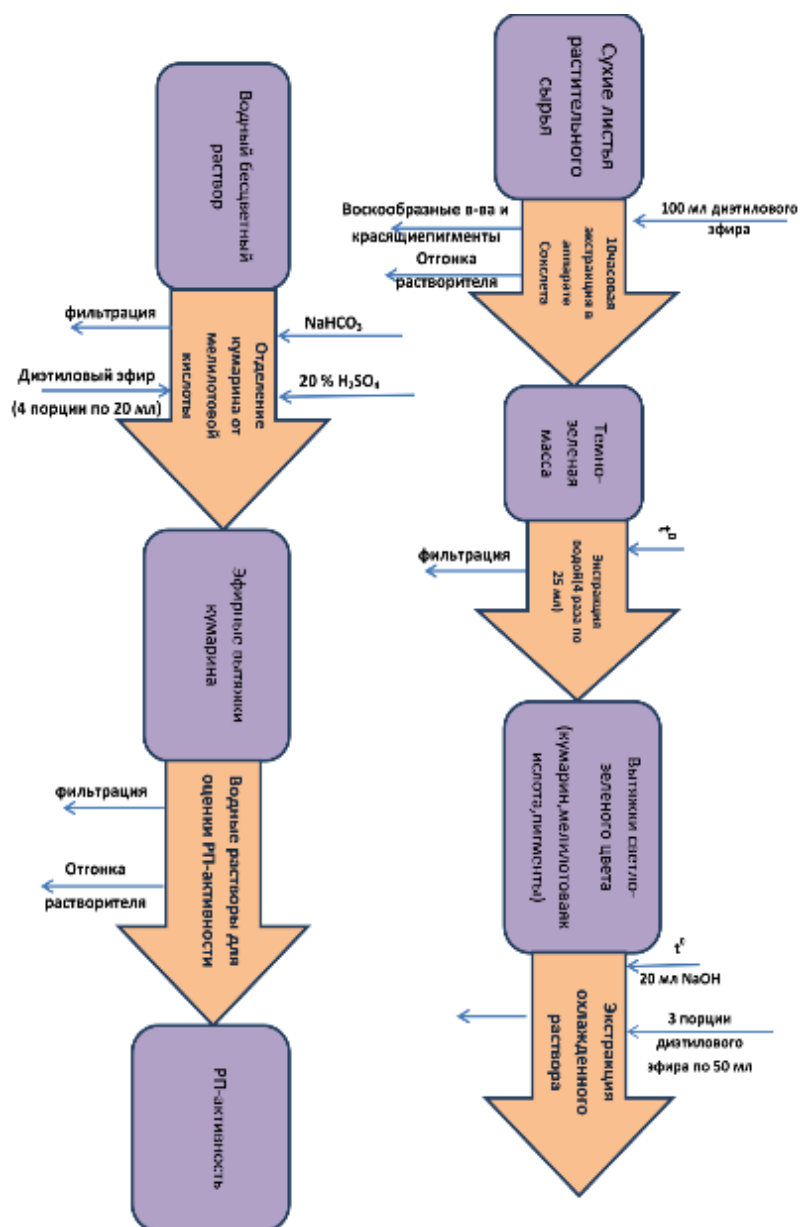 Сухие листья
растительного
сырья
100 мл диэтилового
эфира
Воскообразные в-ва и
красящиепигменты
Отгонка
растворителя
10часовая
экстракция в
аппарате
Сокслета
Темно-
зеленая
масса
t⁰
фильтрация
Экстракция
водой(4 раза по
25 мл)
Вытяжки светло-
зеленого цвета
(кумарин,мелилотоваяк
ислота,пигменты)
t⁰
20 мл NaOH
3 порции
диэтилового
эфира по 50 мл
Экстракция
охлажденного
раствора
Водный бесцветный
раствор
фильтрация
NaHCO₃
Диэтиловый эфир
(4 порции по 20 мл)
20 % H₂SO₄
Отделение
кумарина от
мелилотовой
кислоты
Эфирные вытяжки
кумарина
фильтрация
Отгонка
растворителя
Водные растворы для
оценки РП-активности
РП-активность